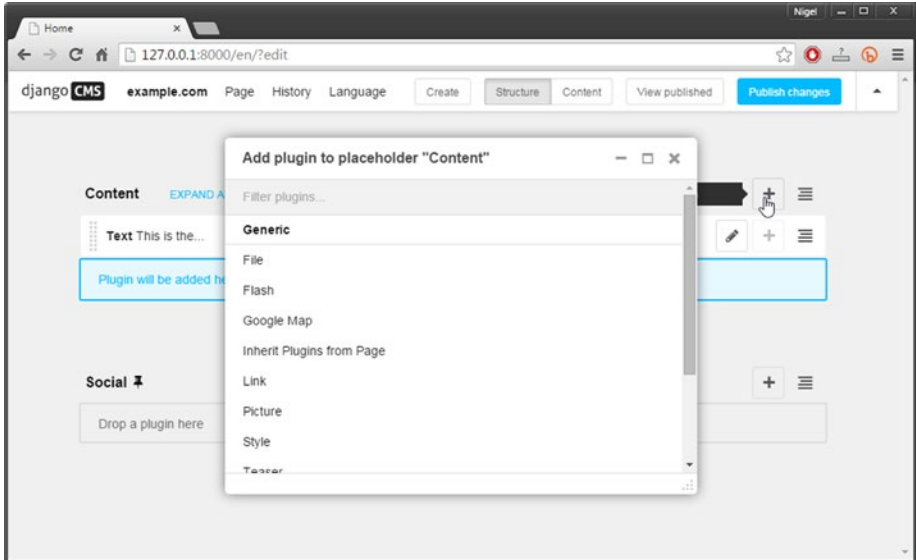 Nigel
Home
127.0.0.1:8000/en/?edit
django CMS example.com Page History Language Create Structure Content View published Publish changes
Add plugin to placeholder "Content"
Content EXPAND A
Filter plugins...
Generic
Text This is the...
File
Plugin will be added he
Flash
Google Map
Inherit Plugins from Page
Social
Link
Picture
Drop a plugin here
Style
Teaser